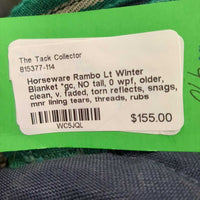 The Tack Collector
815377-114
Horseware Rambo Lt Winter
Blanket *gc, NO tail, 0 wpf, older,
clean, v. faded, torn reflects, snags,
mnr lining tears, threads, rubs
WC5JQL
$155.00